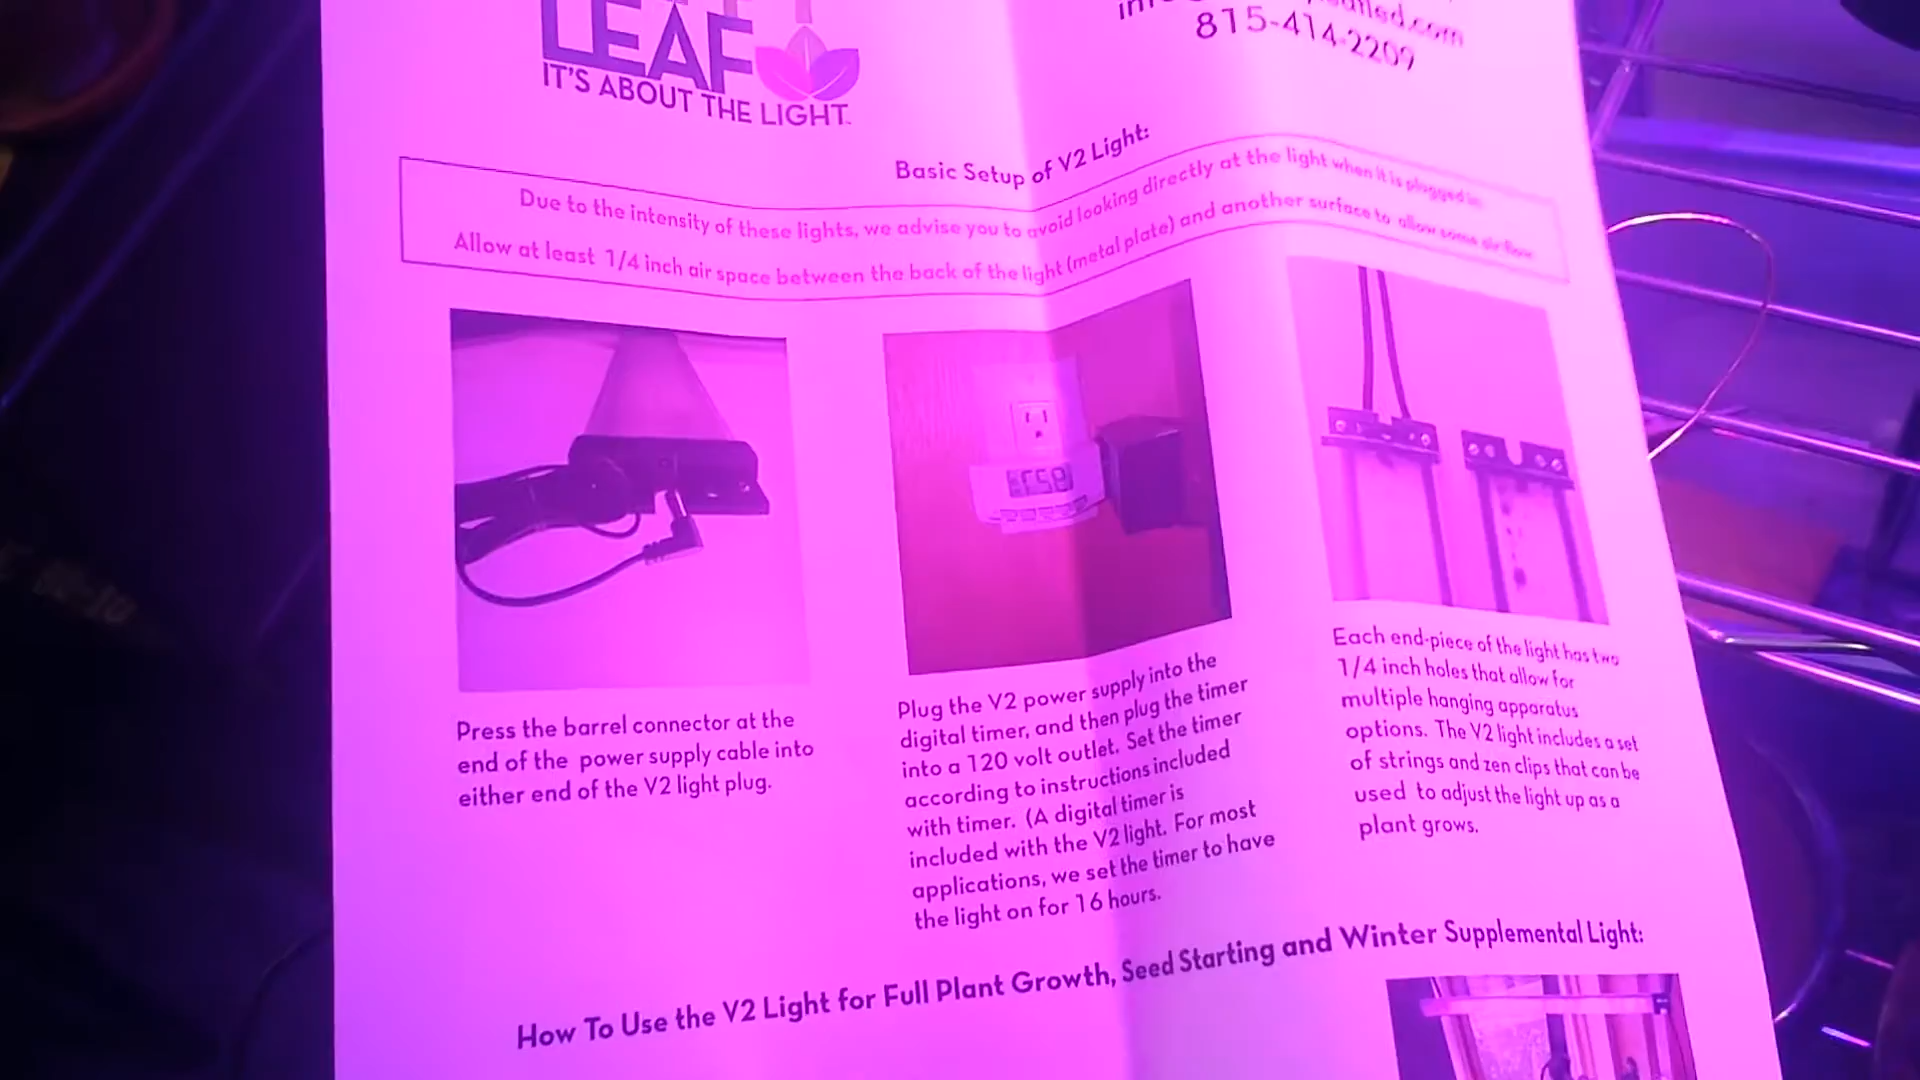 LEAF
IT'S ABOUT THE LIGHT
815-414-2209
Basic Setup of V2 Light:
Due to the intensity of these lights, we advise you to avoid looking directly at the light when it is plugged in.
Allow at least 1/4 inch air space between the back of the light (metal plate) and another surface to allow some air flow.
Press the barrel connector at the
end of the power supply cable into
either end of the V2 light plug.
Plug the V2 power supply into the
digital timer, and then plug the timer
into a 120 volt outlet. Set the timer
according to instructions included
with timer. (A digital timer is
included with the V2 light. For most
applications, we set the timer to have
the light on for 16 hours.
Each end-piece of the light has two
1/4 inch holes that allow for
multiple hanging apparatus
options. The V2 light includes a set
of strings and zen clips that can be
used to adjust the light up as a
plant grows.
How To Use the V2 Light for Full Plant Growth, Seed Starting and Winter Supplemental Light: